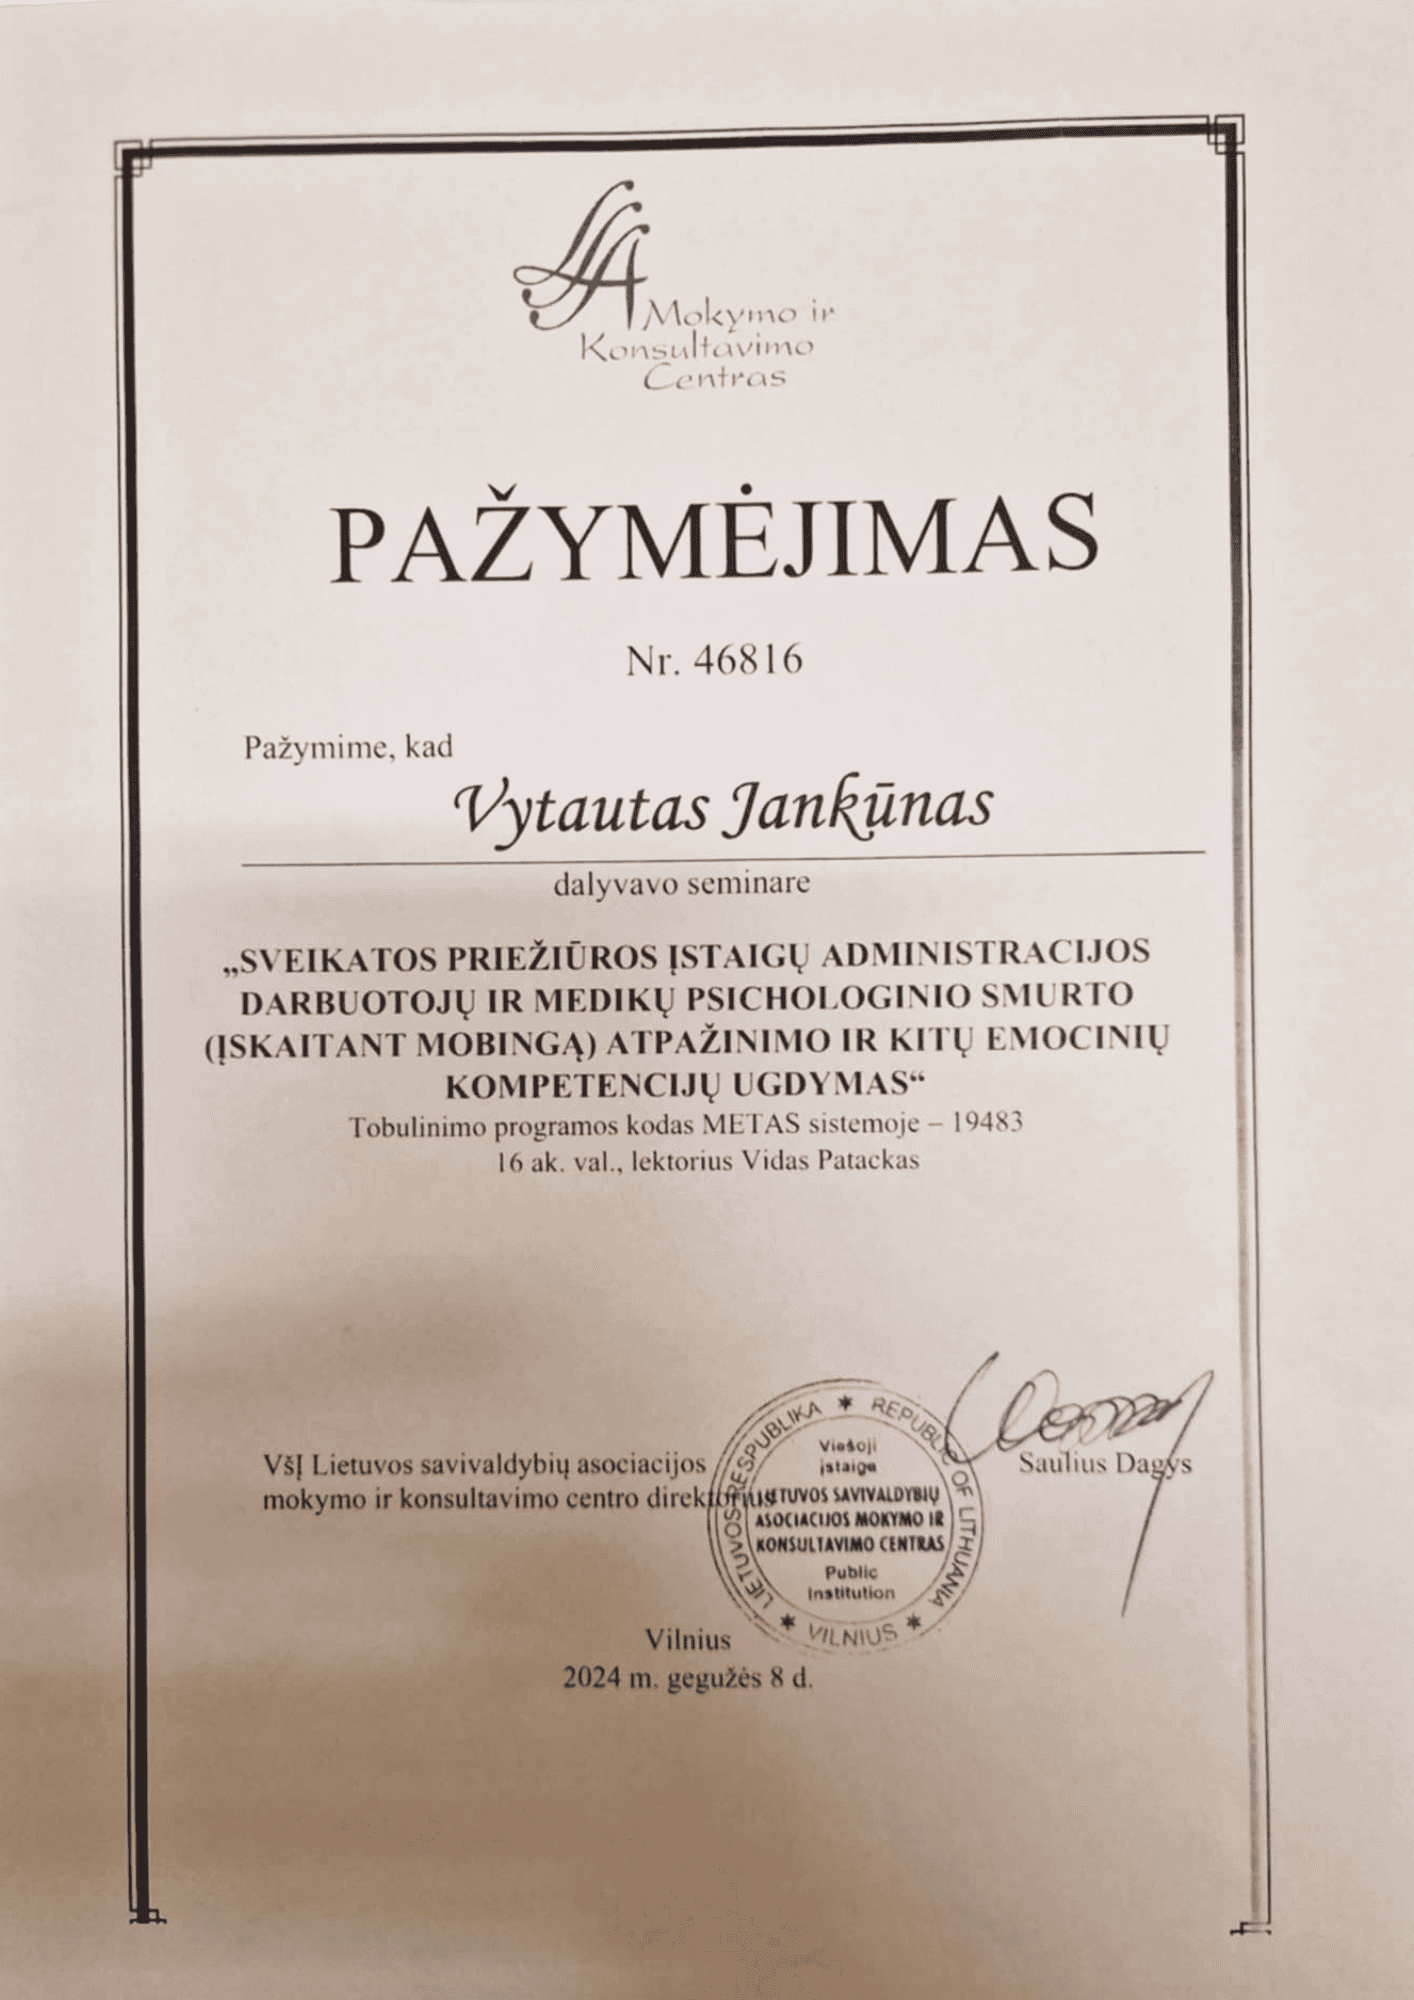 LSA Mokymo ir
Konsultavimo
Centras
PAŽYMĖJIMAS
Nr. 46816
Pažymime, kad
Vytautas Jankūnas
dalyvavo seminare
„SVEIKATOS PRIEŽIŪROS ĮSTAIGŲ ADMINISTRACIJOS
DARBUOTOJŲ IR MEDIKŲ PSICHOLOGINIO SMURTO
(ĮSKAITANT MOBINGĄ) ATPAŽINIMO IR KITŲ EMOCINIŲ
KOMPETENCIJŲ UGDYMAS“
Tobulinimo programos kodas METAS sistemoje – 19483
16 ak. val., lektorius Vidas Patackas
VšĮ Lietuvos savivaldybių asociacijos
mokymo ir konsultavimo centro direktorius
Saulius Dagys
LIETUVOS RESPUBLIKA ✶ REPUBLIC OF LITHUANIA
✶ VILNIUS ✶
Viešoji
įstaiga
LIETUVOS SAVIVALDYBIŲ
ASOCIACIJOS MOKYMO IR
KONSULTAVIMO CENTRAS
Public
Institution
Vilnius
2024 m. gegužės 8 d.